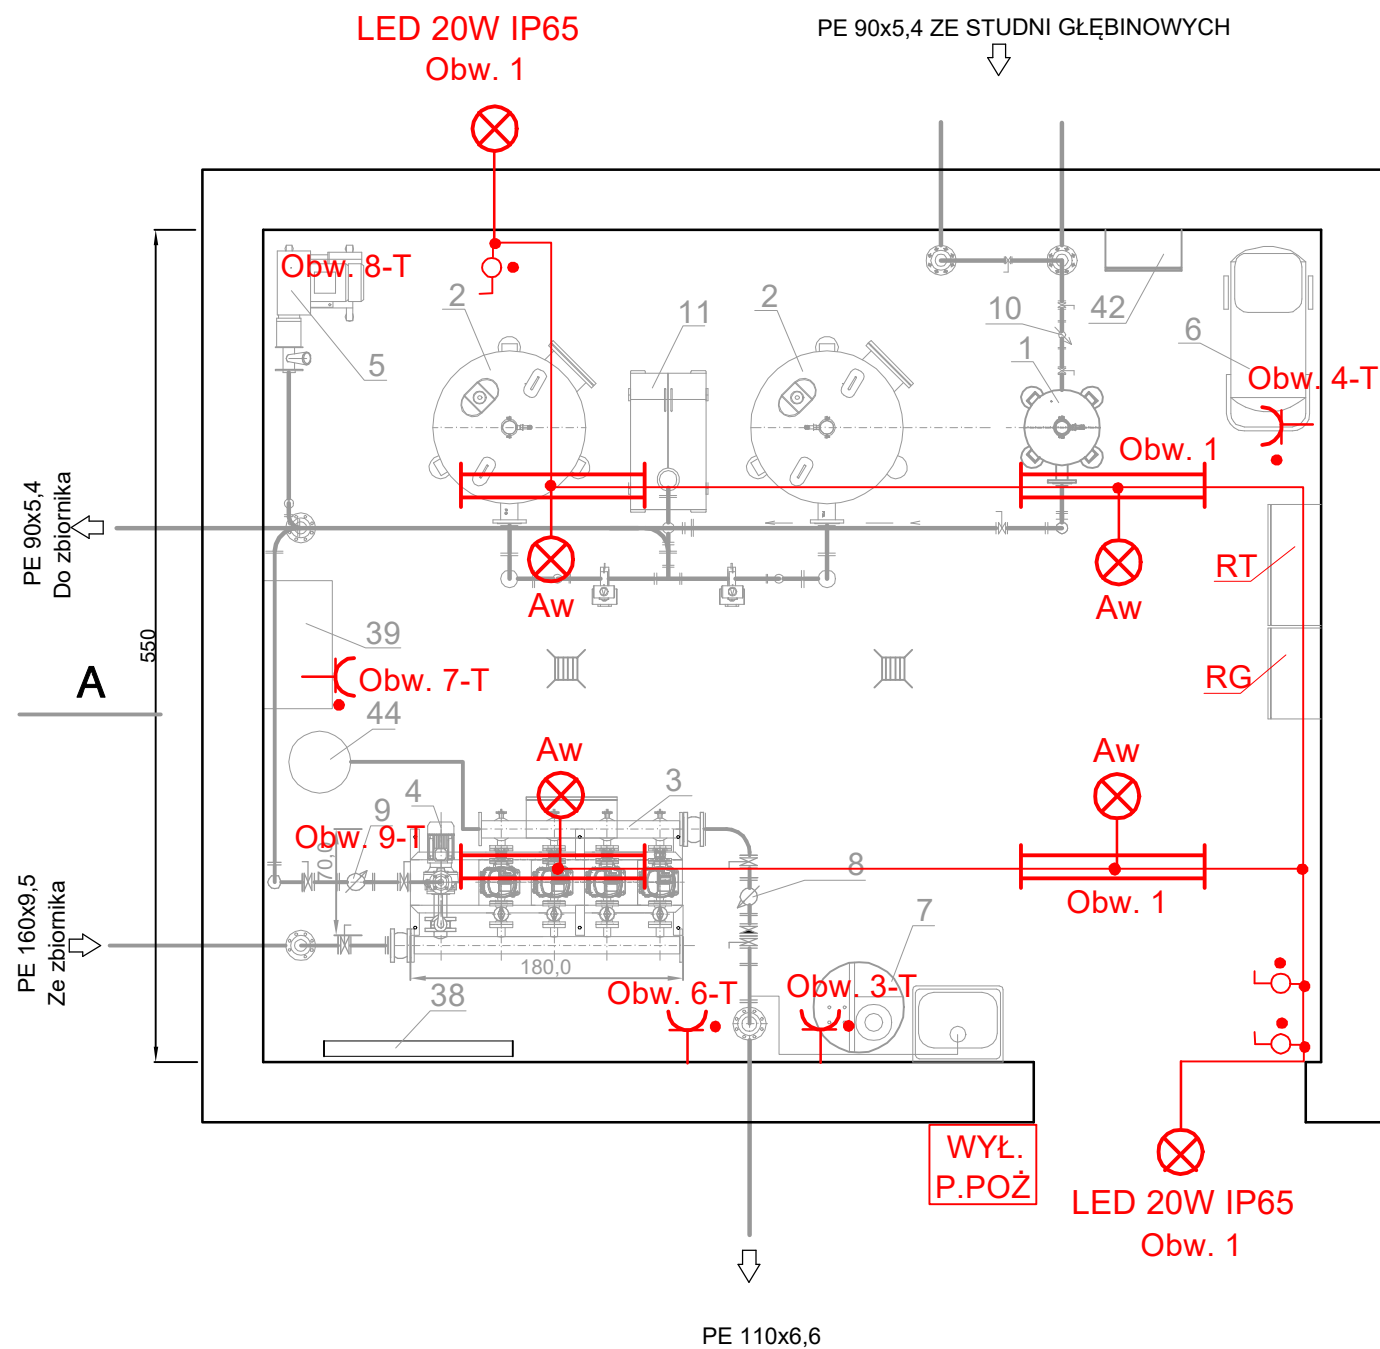 LED 20W IP65
Obw. 1
PE 90x5,4 ZE STUDNI GŁĘBINOWYCH
Obw. 8-T
5
2
11
2
10
42
1
6
Obw. 4-T
Obw. 1
PE 90x5,4
Do zbiornika
Aw
Aw
RT
550
39
A
Obw. 7-T
RG
44
Aw
Aw
3
4
9
Obw. 9-T
70,0
8
Obw. 1
7
PE 160x9,5
Ze zbiornika
180,0
38
Obw. 6-T
Obw. 3-T
WYŁ.
P.POŻ
LED 20W IP65
Obw. 1
PE 110x6,6